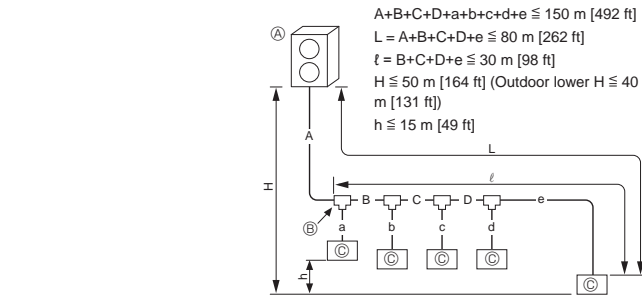 A+B+C+D+a+b+c+d+e ≦ 150 m [492 ft]
L = A+B+C+D+e ≦ 80 m [262 ft]
ℓ = B+C+D+e ≦ 30 m [98 ft]
H ≦ 50 m [164 ft] (Outdoor lower H ≦ 40
m [131 ft])
h ≦ 15 m [49 ft]
Ⓐ
A
L
H
ℓ
B C D e
Ⓑ
a b c d
Ⓒ Ⓒ Ⓒ Ⓒ
h
Ⓒ